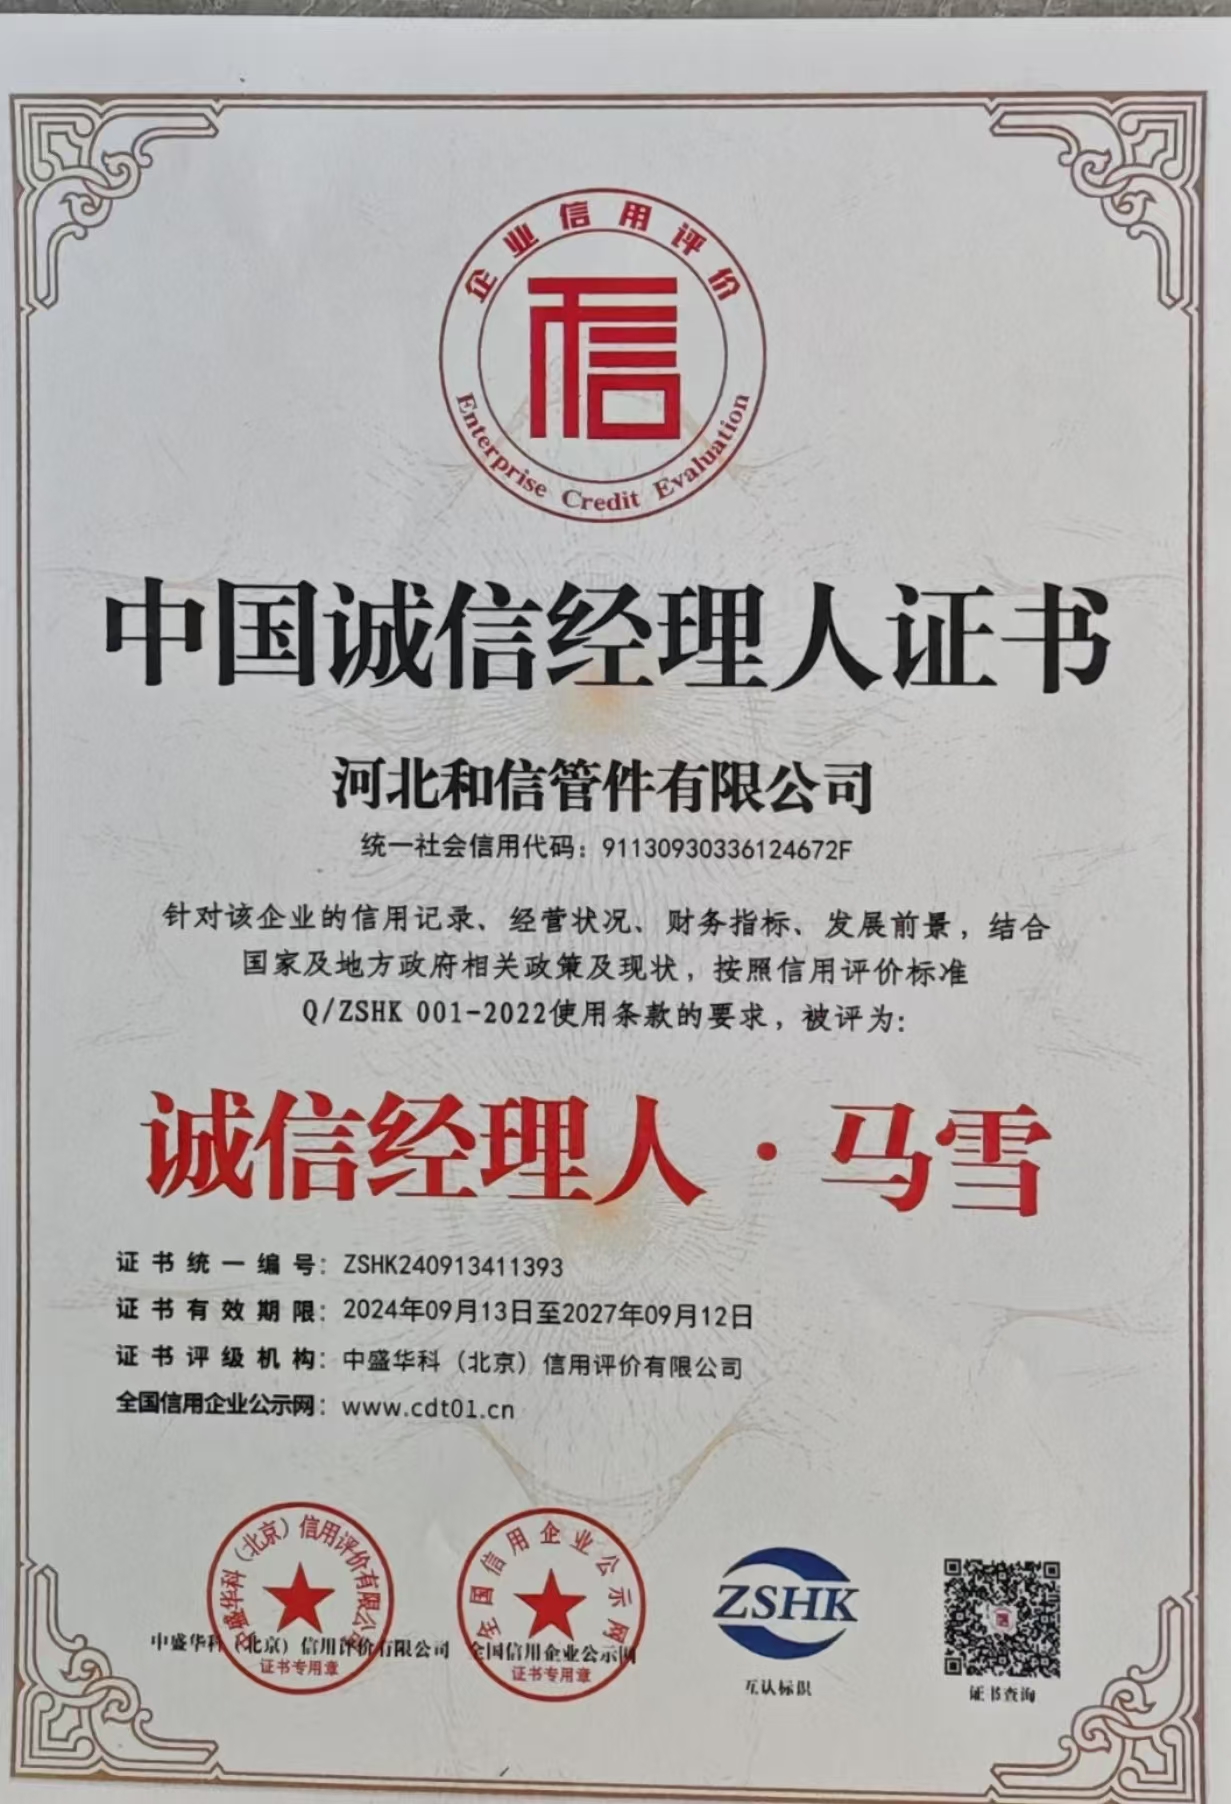 企业信用评价
信
Enterprise Credit Evaluation
中国诚信经理人证书
河北和信管件有限公司
统一社会信用代码：91130930336124672F
针对该企业的信用记录、经营状况、财务指标、发展前景，结合
国家及地方政府相关政策及现状，按照信用评价标准
Q/ZSHK 001-2022使用条款的要求，被评为：
诚信经理人·马雪
证书统一编号：ZSHK240913411393
证书有效期限：2024年09月13日至2027年09月12日
证书评级机构：中盛华科（北京）信用评价有限公司
全国信用企业公示网：www.cdt01.cn
中盛华科（北京）信用评价有限公司
中盛华科（北京）信用评价有限公司
证书专用章
全国信用企业公示网
全国信用企业公示网
证书专用章
ZSHK
互认标识
证书查询